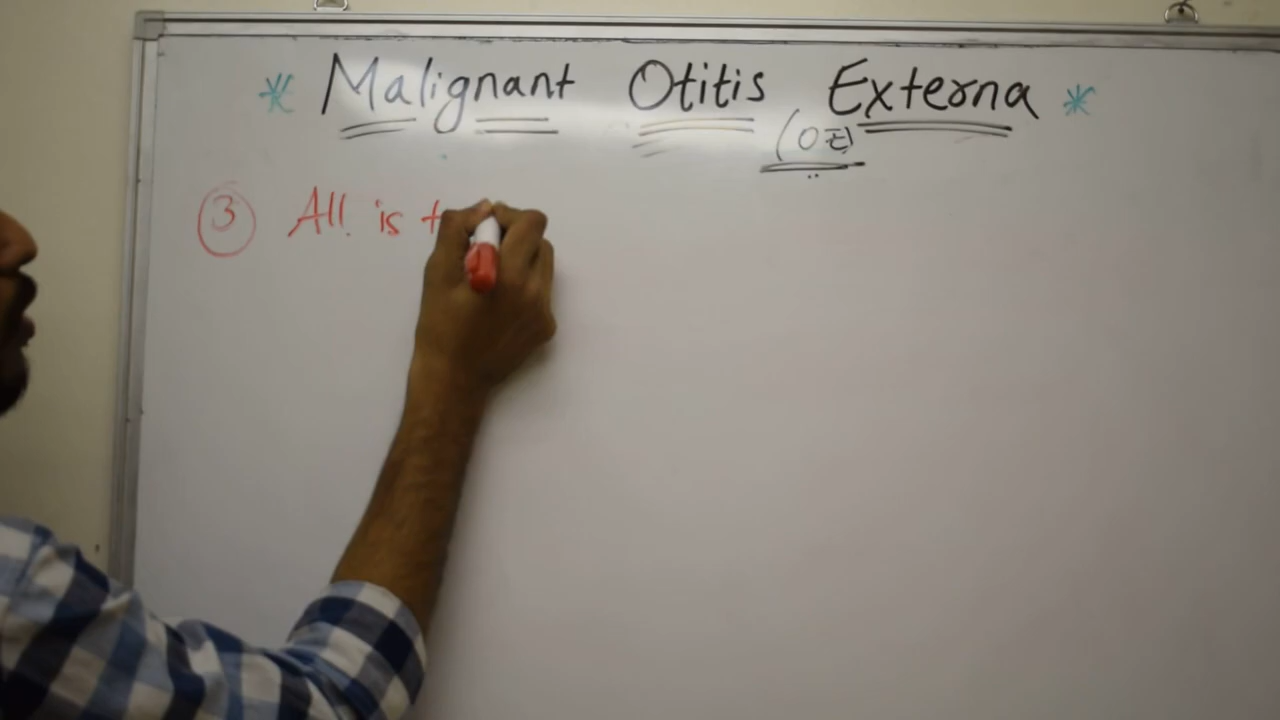 * Malignant Otitis Externa *
(OE)
3 All is t